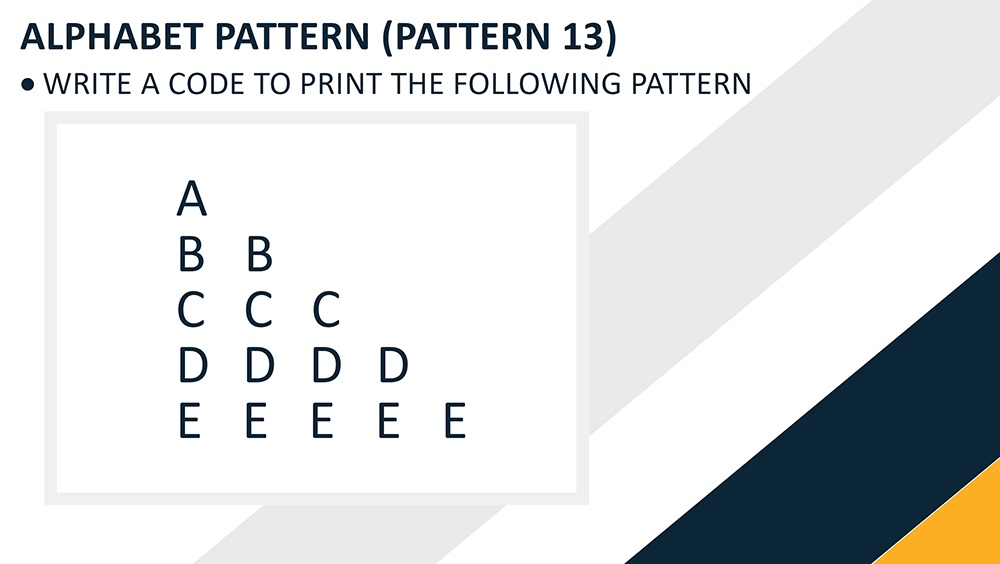 ALPHABET PATTERN (PATTERN 13)
• WRITE A CODE TO PRINT THE FOLLOWING PATTERN
A
B B
C C C
D D D D
E E E E E